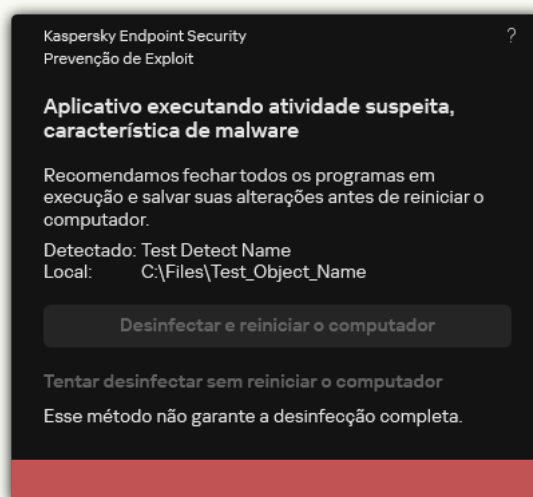 Kaspersky Endpoint Security
?
Prevenção de Exploit
Aplicativo executando atividade suspeita,
característica de malware
Recomendamos fechar todos os programas em
execução e salvar suas alterações antes de reiniciar o
computador.
Detectado: Test Detect Name
Local: C:\Files\Test_Object_Name
Desinfectar e reiniciar o computador
Tentar desinfectar sem reiniciar o computador
Esse método não garante a desinfecção completa.